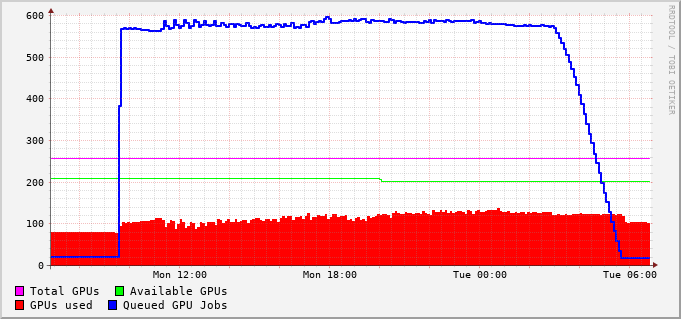 600
500
400
300
200
100
0
Mon 12:00 Mon 18:00 Tue 00:00 Tue 06:00
Total GPUs Available GPUs
GPUs used Queued GPU Jobs
RRDTOOL / TOBI OETIKER